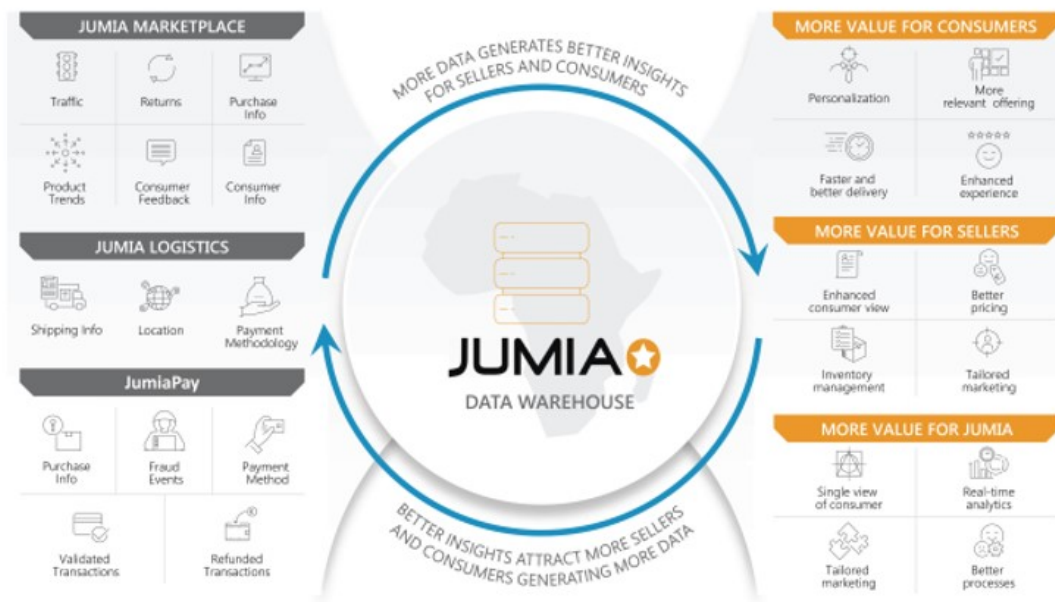 JUMIA MARKETPLACE
Traffic
Returns
Purchase
Info
Product
Trends
Consumer
Feedback
Consumer
Info
JUMIA LOGISTICS
Shipping Info
Location
Payment
Methodology
JumiaPay
Purchase
Info
Fraud
Events
Payment
Method
Validated
Transactions
Refunded
Transactions
MORE DATA GENERATES BETTER INSIGHTS
FOR SELLERS AND CONSUMERS
JUMIA
DATA WAREHOUSE
BETTER INSIGHTS ATTRACT MORE SELLERS
AND CONSUMERS GENERATING MORE DATA
MORE VALUE FOR CONSUMERS
Personalization
More
relevant offering
Faster and
better delivery
Enhanced
experience
MORE VALUE FOR SELLERS
Enhanced
consumer view
Better
pricing
Inventory
management
Tailored
marketing
MORE VALUE FOR JUMIA
Single view
of consumer
Real-time
analytics
Tailored
marketing
Better
processes